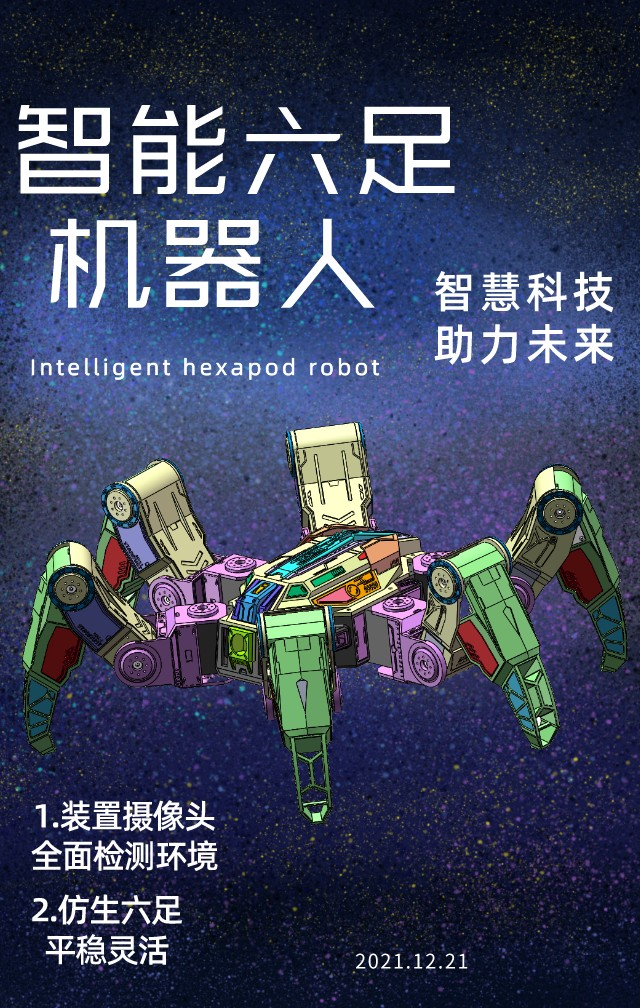 智能六足
机器人
智慧科技
助力未来
Intelligent hexapod robot
1.装置摄像头
全面检测环境
2.仿生六足
平稳灵活
2021.12.21